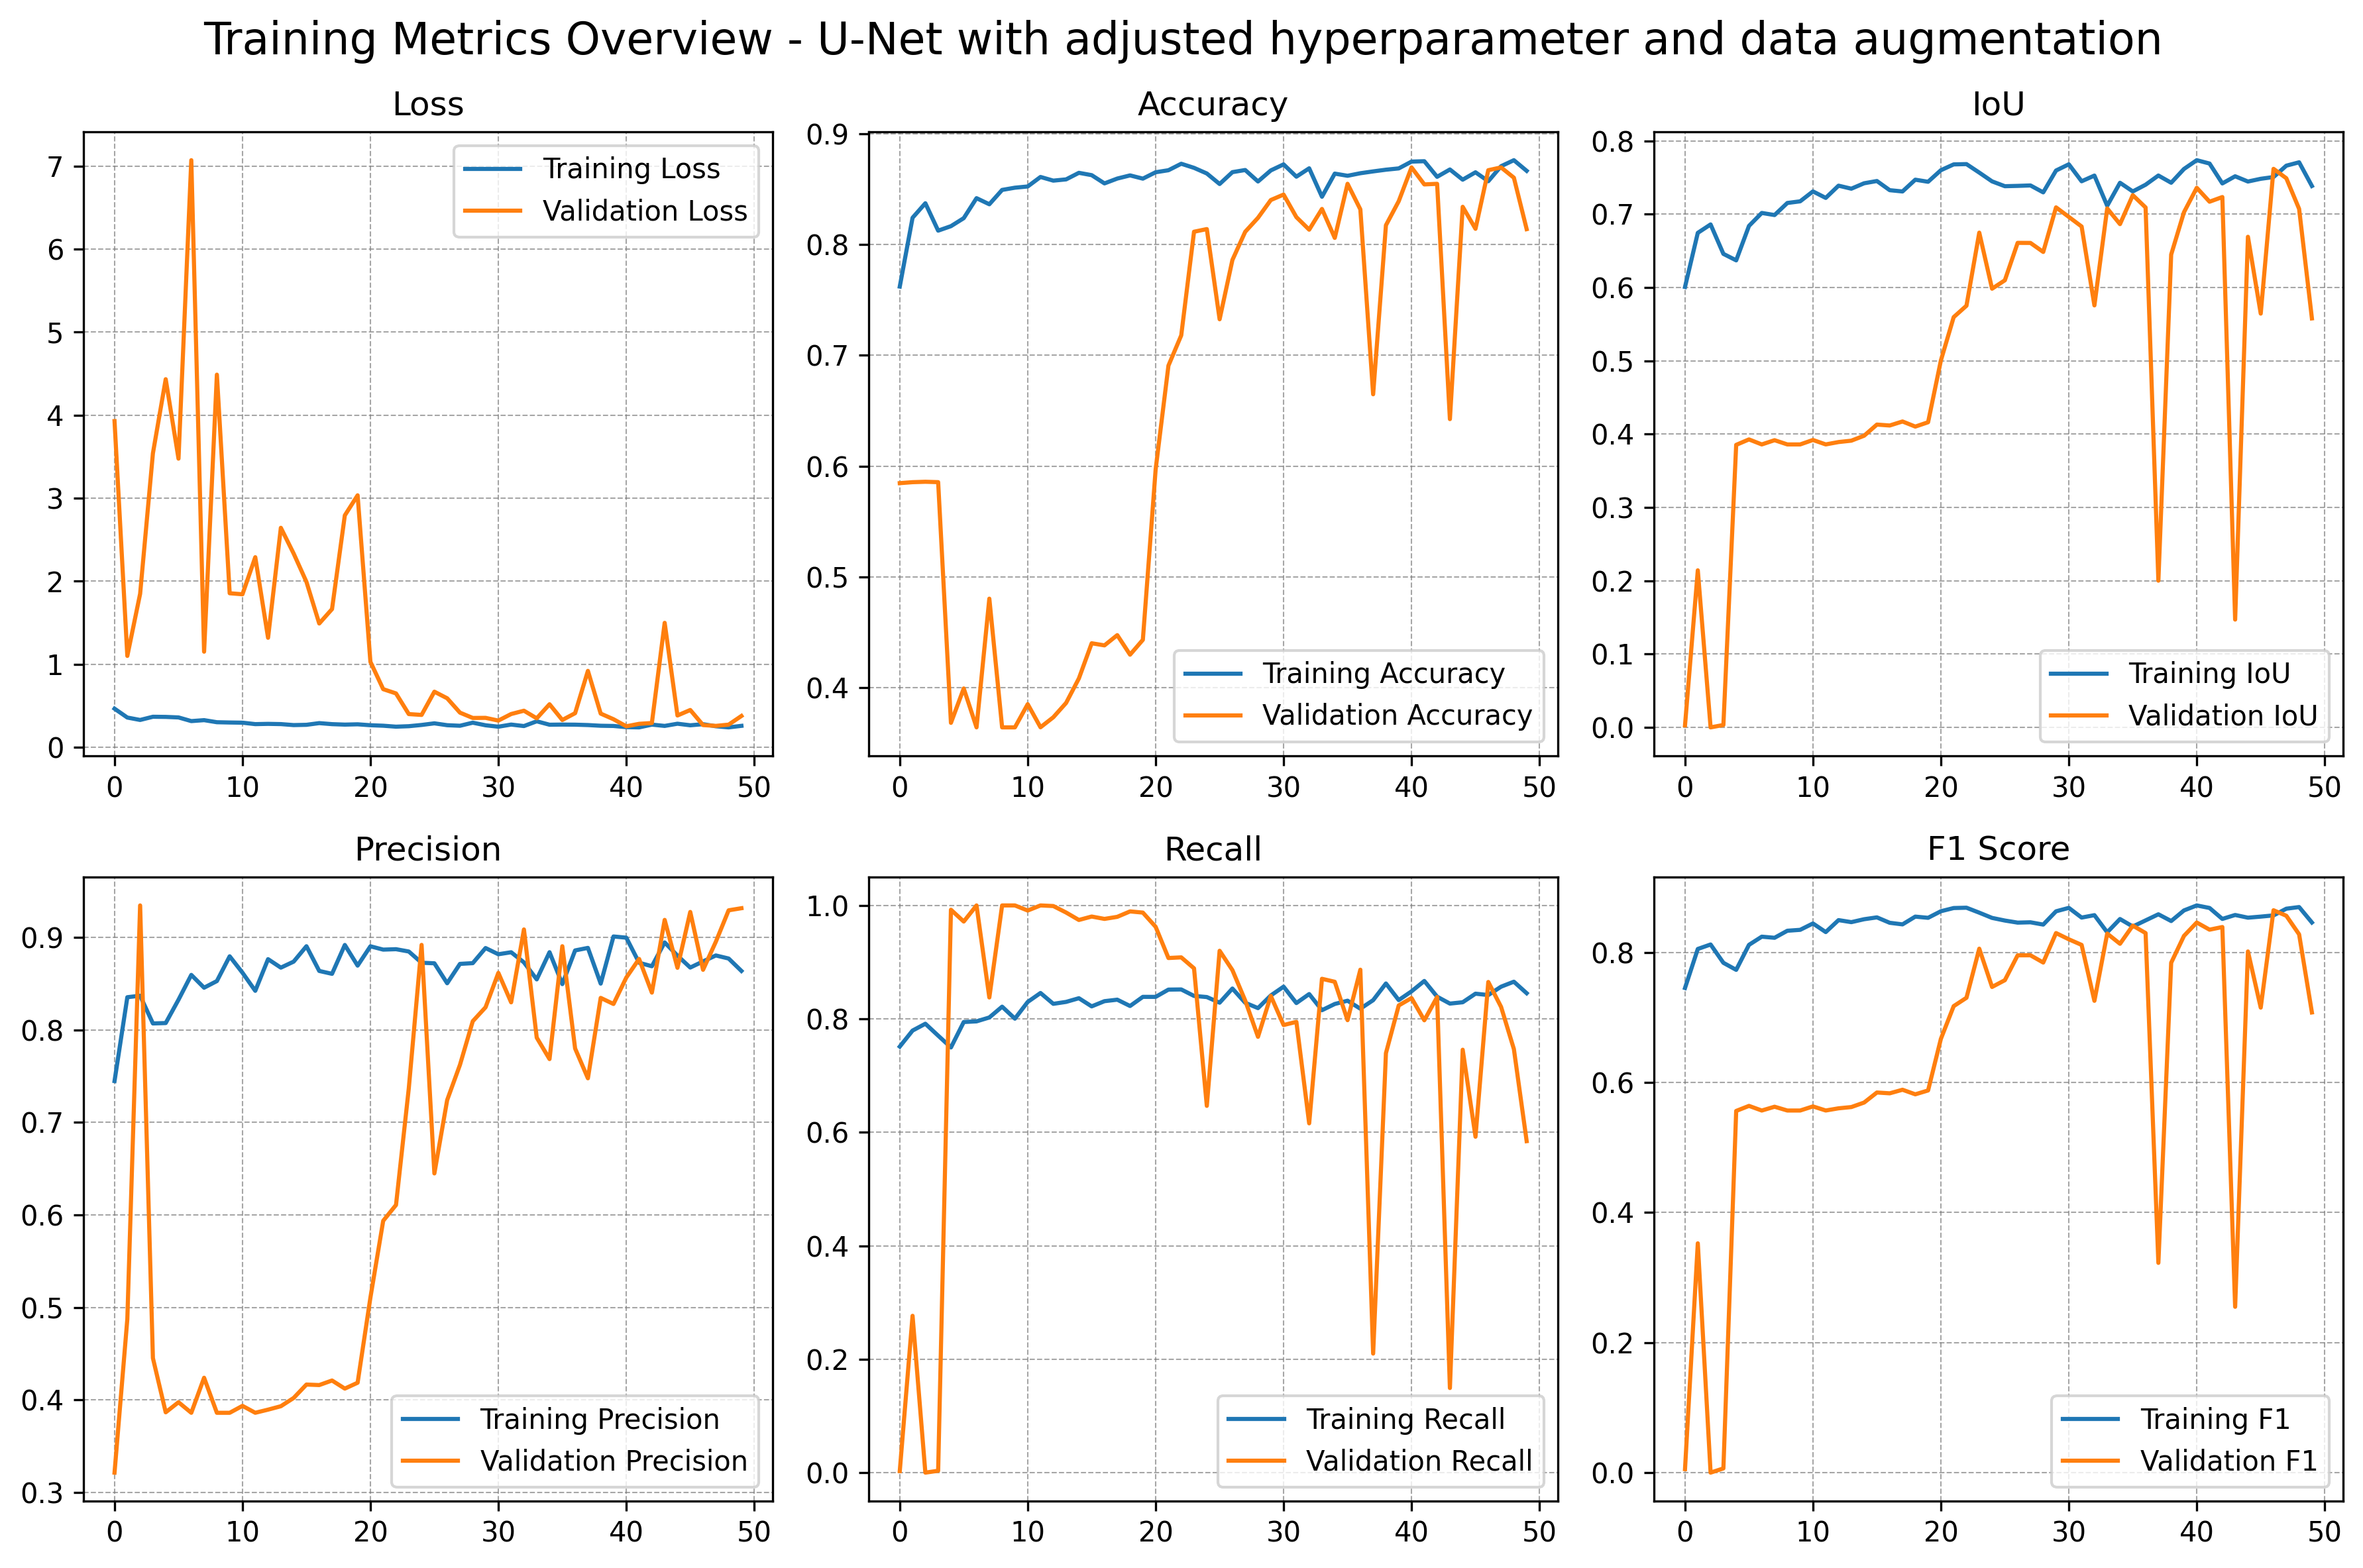 Training Metrics Overview - U-Net with adjusted hyperparameter and data augmentation
Loss
7
6
5
4
3
2
1
0
0 10 20 30 40 50
Training Loss
Validation Loss
Accuracy
0.9
0.8
0.7
0.6
0.5
0.4
0 10 20 30 40 50
Training Accuracy
Validation Accuracy
IoU
0.8
0.7
0.6
0.5
0.4
0.3
0.2
0.1
0.0
0 10 20 30 40 50
Training IoU
Validation IoU
Precision
0.9
0.8
0.7
0.6
0.5
0.4
0.3
0 10 20 30 40 50
Training Precision
Validation Precision
Recall
1.0
0.8
0.6
0.4
0.2
0.0
0 10 20 30 40 50
Training Recall
Validation Recall
F1 Score
0.8
0.6
0.4
0.2
0.0
0 10 20 30 40 50
Training F1
Validation F1